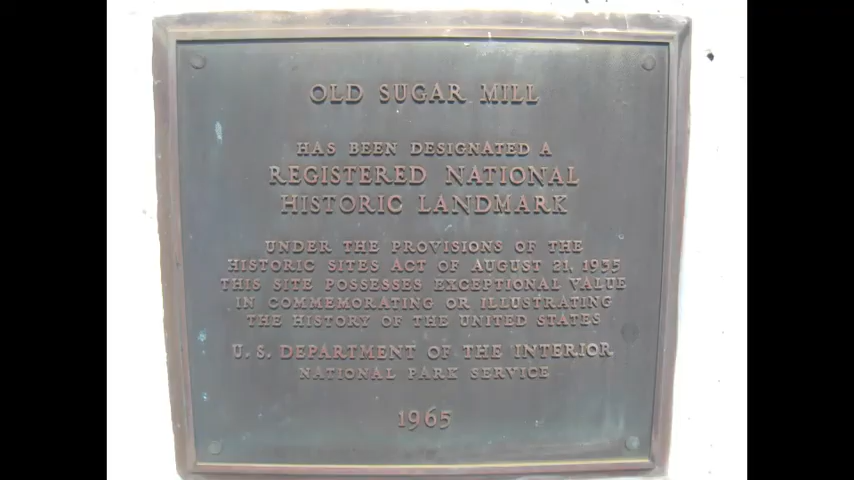 OLD SUGAR MILL
HAS BEEN DESIGNATED A
REGISTERED NATIONAL
HISTORIC LANDMARK
UNDER THE PROVISIONS OF THE
HISTORIC SITES ACT OF AUGUST 21, 1935
THIS SITE POSSESSES EXCEPTIONAL VALUE
IN COMMEMORATING OR ILLUSTRATING
THE HISTORY OF THE UNITED STATES
U. S. DEPARTMENT OF THE INTERIOR
NATIONAL PARK SERVICE
1965